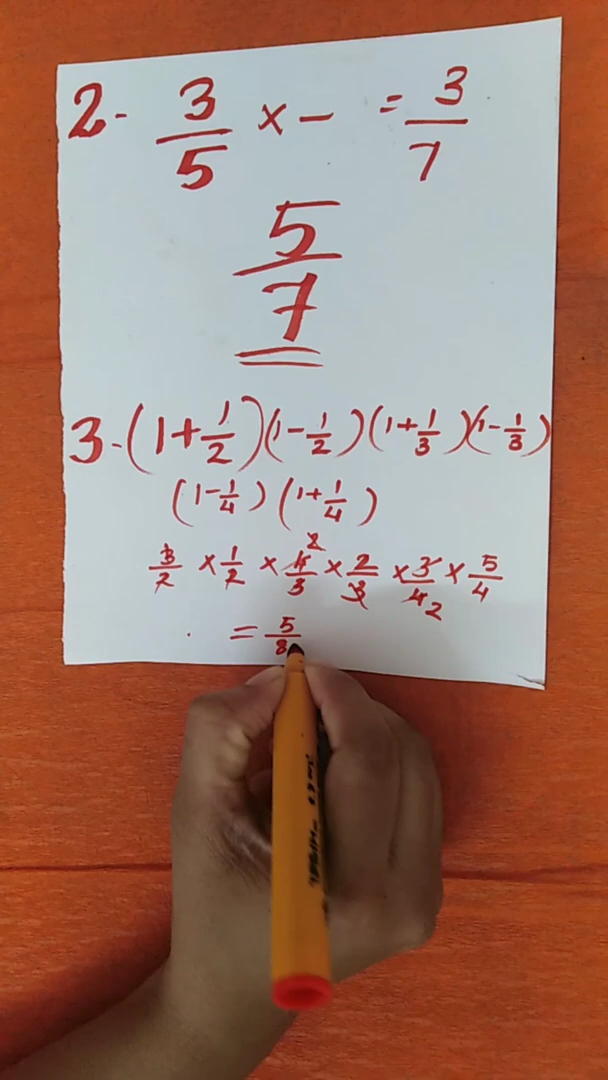 2- 3/5 × - = 3/7
5/7
3- (1+1/2)(1-1/2)(1+1/3)(1-1/3)
(1-1/4)(1+1/4)
3/2 × 1/2 × 4/3 2 × 2/3 × 3/4 2 × 5/4
= 5/8